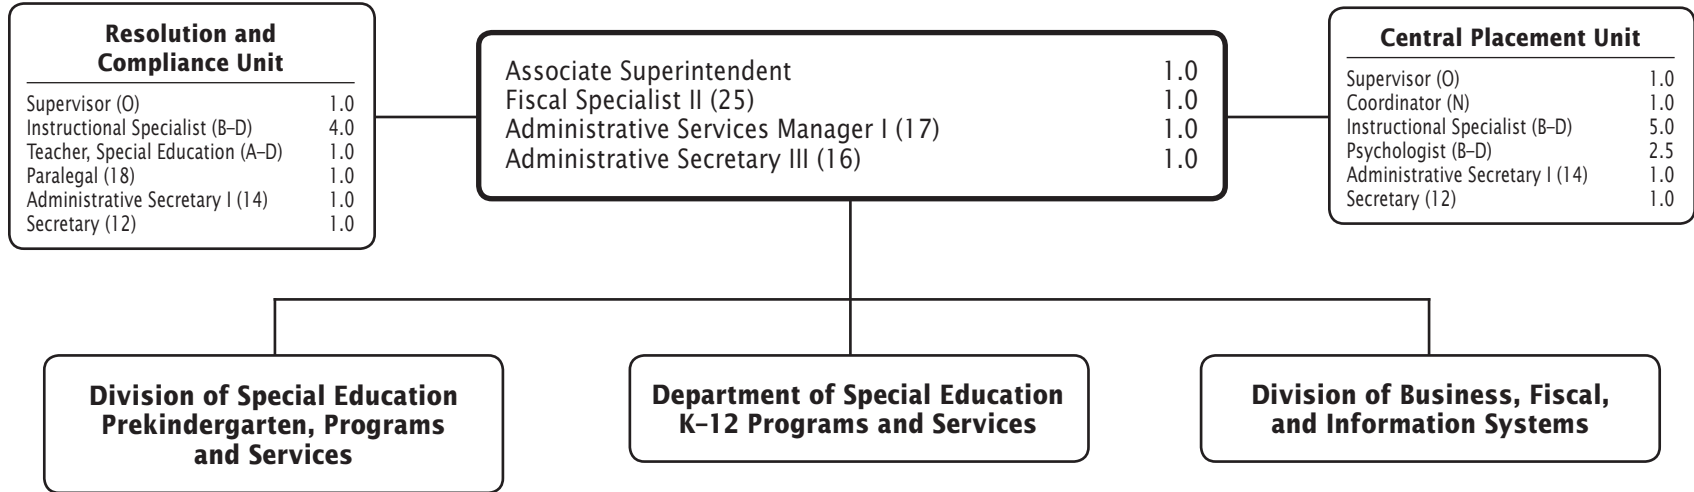 Resolution and
Compliance Unit
Supervisor (O) 1.0
Instructional Specialist (B–D) 4.0
Teacher, Special Education (A–D) 1.0
Paralegal (18) 1.0
Administrative Secretary I (14) 1.0
Secretary (12) 1.0
Associate Superintendent 1.0
Fiscal Specialist II (25) 1.0
Administrative Services Manager I (17) 1.0
Administrative Secretary III (16) 1.0
Central Placement Unit
Supervisor (O) 1.0
Coordinator (N) 1.0
Instructional Specialist (B–D) 5.0
Psychologist (B–D) 2.5
Administrative Secretary I (14) 1.0
Secretary (12) 1.0
Division of Special Education
Prekindergarten, Programs
and Services
Department of Special Education
K–12 Programs and Services
Division of Business, Fiscal,
and Information Systems